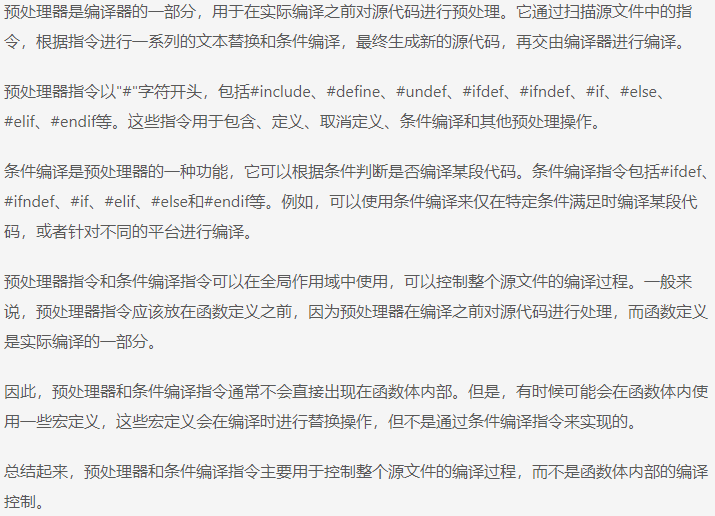 预处理器是编译器的一部分，用于在实际编译之前对源代码进行预处理。它通过扫描源文件中的指
令，根据指令进行一系列的文本替换和条件编译，最终生成新的源代码，再交由编译器进行编译。
预处理器指令以"#"字符开头，包括#include、#define、#undef、#ifdef、#ifndef、#if、#else、
#elif、#endif等。这些指令用于包含、定义、取消定义、条件编译和其他预处理操作。
条件编译是预处理器的一种功能，它可以根据条件判断是否编译某段代码。条件编译指令包括#ifdef、
#ifndef、#if、#elif、#else和#endif等。例如，可以使用条件编译来仅在特定条件满足时编译某段代
码，或者针对不同的平台进行编译。
预处理器指令和条件编译指令可以在全局作用域中使用，可以控制整个源文件的编译过程。一般来
说，预处理器指令应该放在函数定义之前，因为预处理器在编译之前对源代码进行处理，而函数定义
是实际编译的一部分。
因此，预处理器和条件编译指令通常不会直接出现在函数体内部。但是，有时候可能会在函数体内使
用一些宏定义，这些宏定义会在编译时进行替换操作，但不是通过条件编译指令来实现的。
总结起来，预处理器和条件编译指令主要用于控制整个源文件的编译过程，而不是函数体内部的编译
控制。